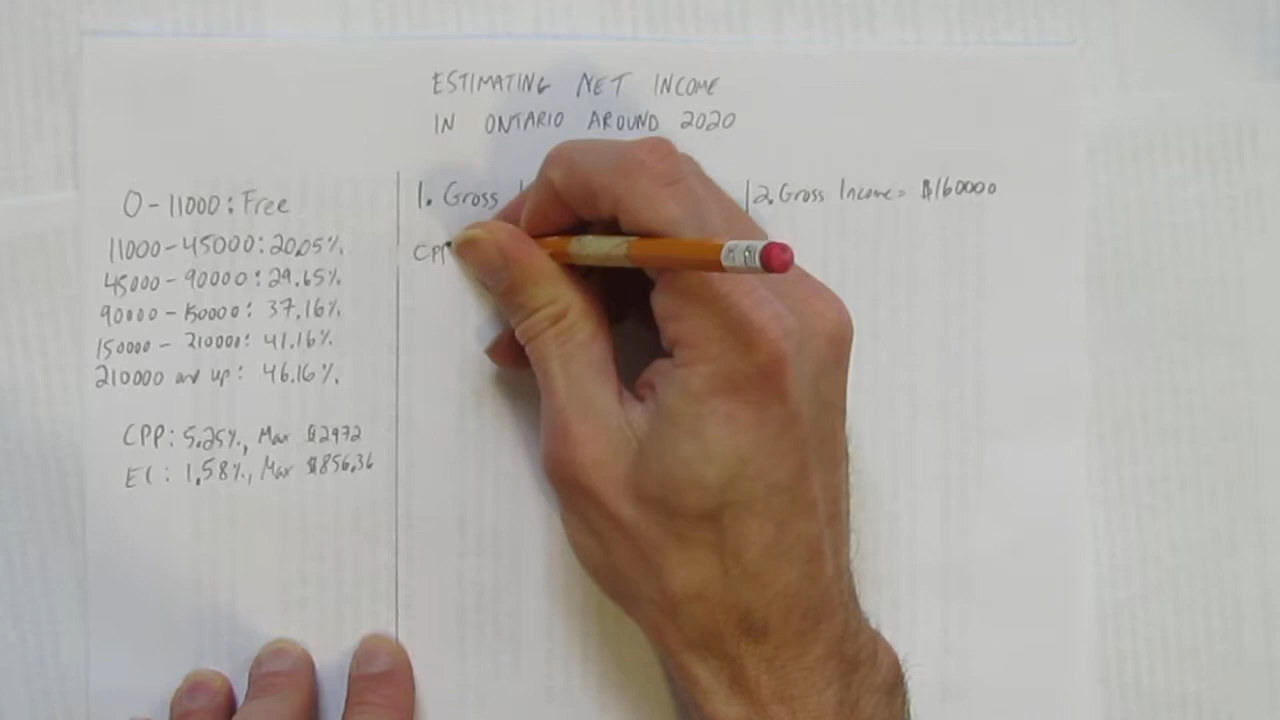 ESTIMATING NET INCOME
IN ONTARIO AROUND 2020
0-11000: Free
11000-45000: 20.05%
45000-90000: 29.65%
90000-150000: 37.16%
150000-210000: 41.16%
210000 and up: 46.16%
CPP: 5.25%, Max $2972
EI: 1.58%, Max $856.36
1. Gross
CPP
2. Gross Income = $160000